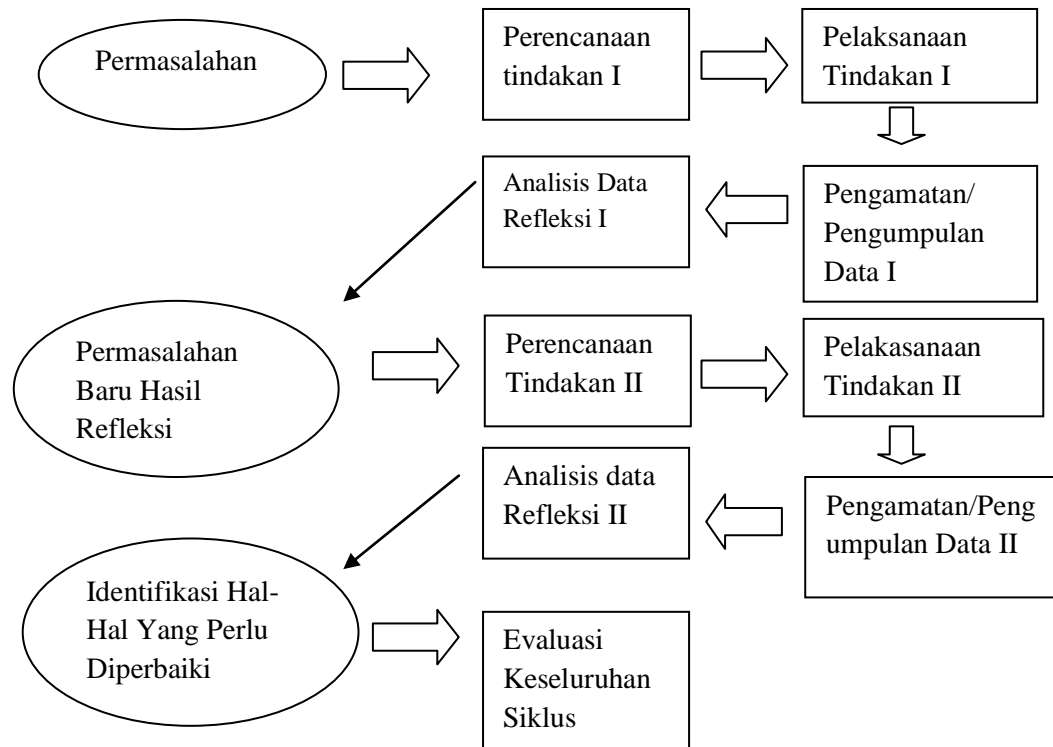 Permasalahan
Perencanaan
tindakan I
Pelaksanaan
Tindakan I
Analisis Data
Refleksi I
Pengamatan/
Pengumpulan
Data I
Permasalahan
Baru Hasil
Refleksi
Perencanaan
Tindakan II
Pelakasanaan
Tindakan II
Analisis data
Refleksi II
Pengamatan/Peng
umpulan Data II
Identifikasi Hal-
Hal Yang Perlu
Diperbaiki
Evaluasi
Keseluruhan
Siklus